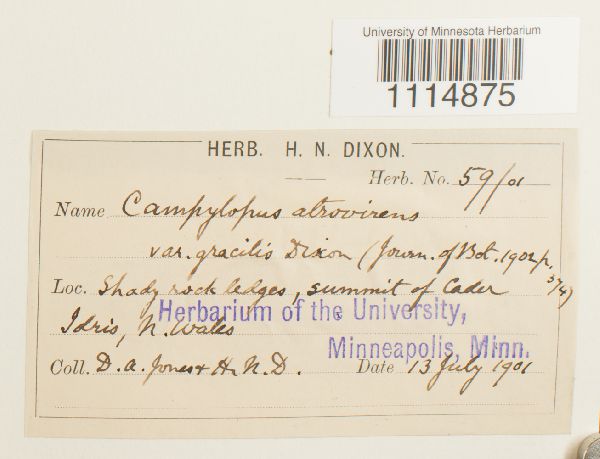 University of Minnesota Herbarium
1114875
HERB. H. N. DIXON.
Herb. No. 59/01
Name Campylopus atrovirens
var. gracilis Dixon (Journ. of Bot. 1902 p. 374)
Loc. Shady rock ledges, summit of Cader
Idris, N. Wales
Herbarium of the University,
Minneapolis, Minn.
Coll. D. A. Jones + H. N. D. Date 13 July 1901